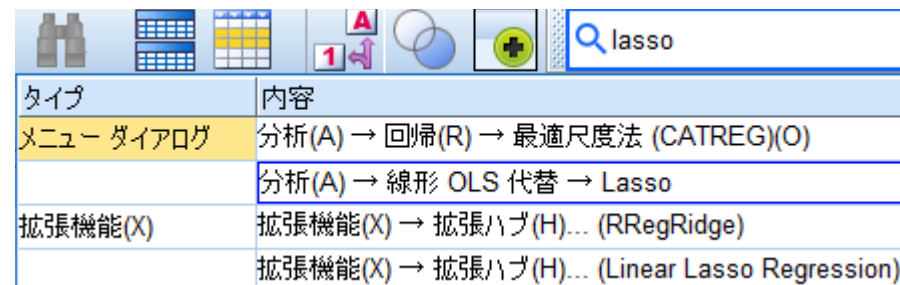 A
1
lasso
タイプ 内容
メニュー ダイアログ 分析(A) → 回帰(R) → 最適尺度法 (CATREG)(O)
分析(A) → 線形 OLS 代替 → Lasso
拡張機能(X) 拡張機能(X) → 拡張ハブ(H)... (RRegRidge)
拡張機能(X) → 拡張ハブ(H)... (Linear Lasso Regression)